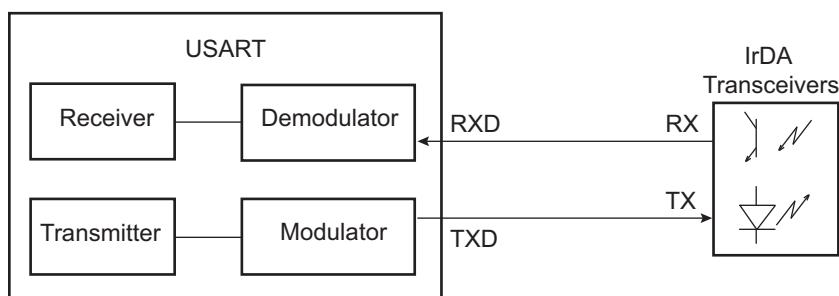 USART
IrDA
Transceivers
Receiver
Demodulator
RXD
RX
Transmitter
Modulator
TXD
TX